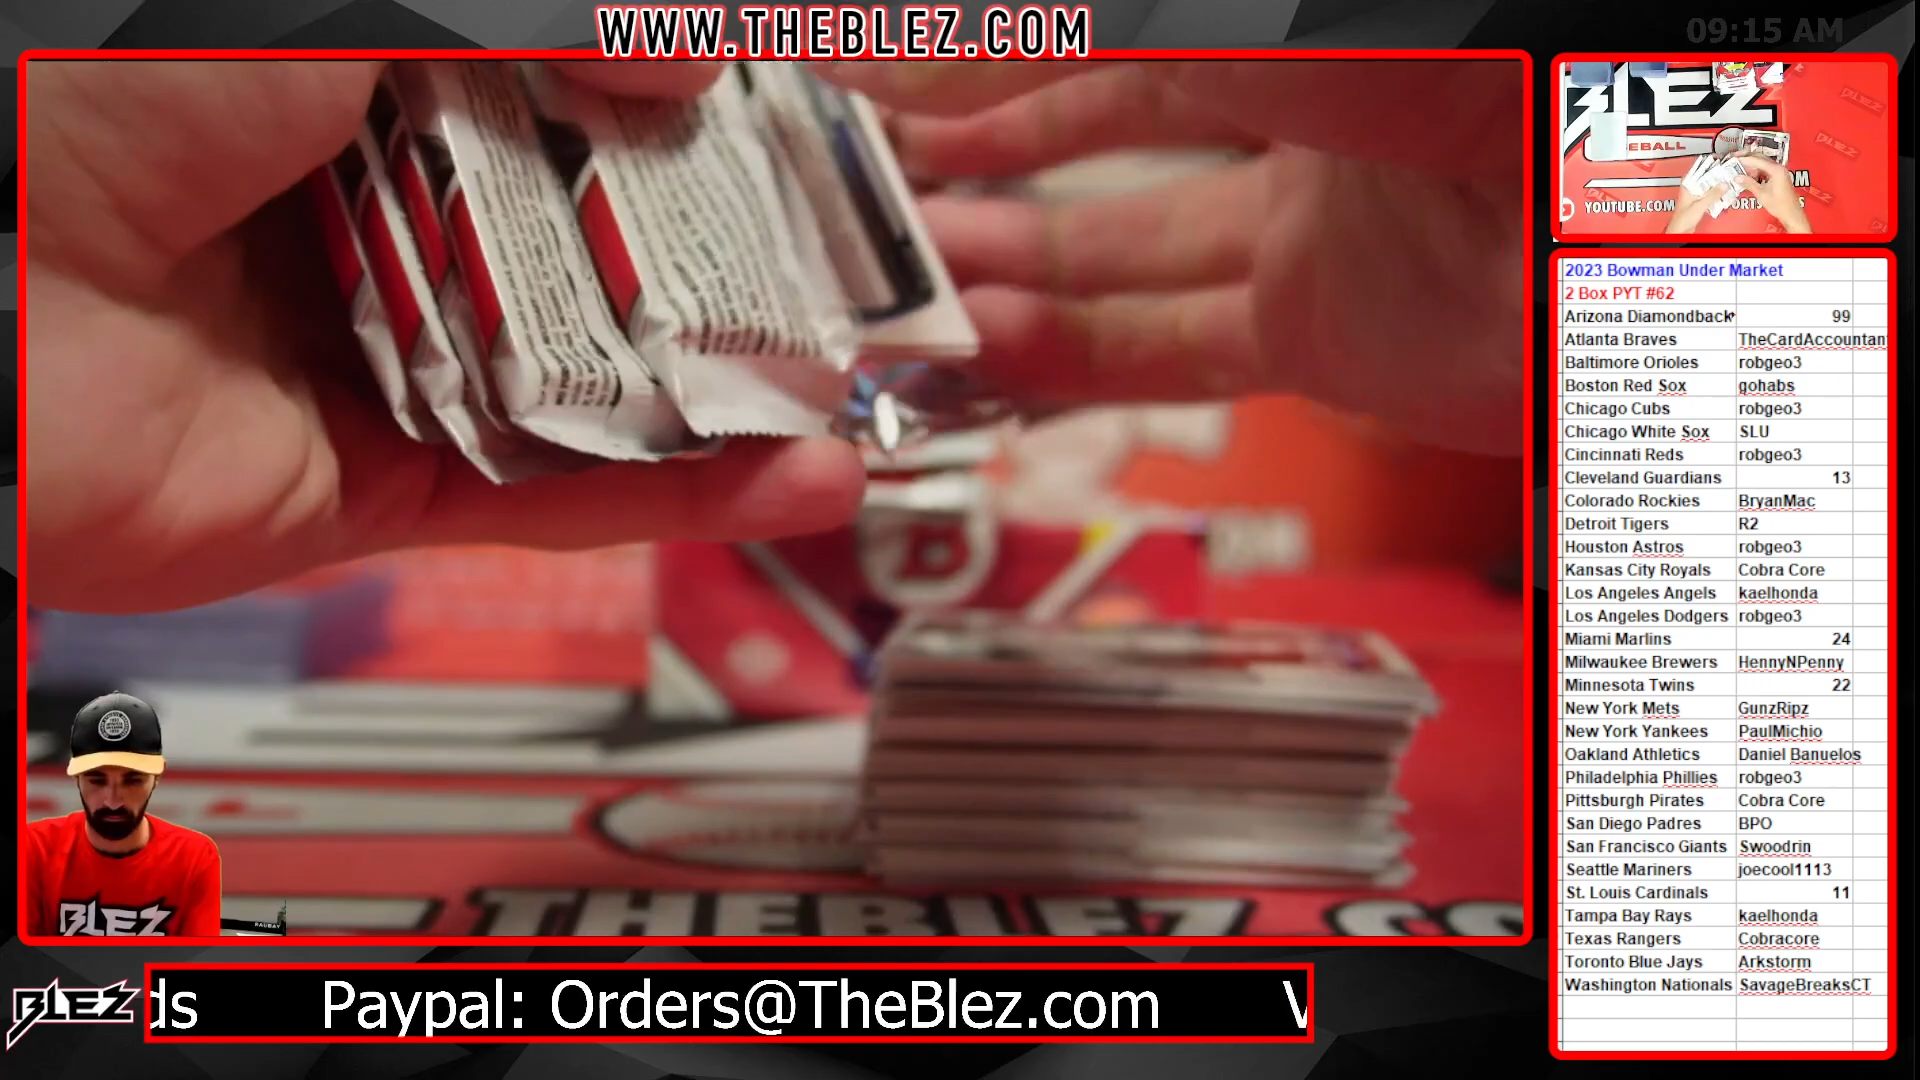 WWW.THEBLEZ.COM
09:15 AM
BLEZ
EBALL
YOUTUBE.COM
2023 Bowman Under Market
2 Box PYT #62
Arizona Diamondback 99
Atlanta Braves TheCardAccountan
Baltimore Orioles robgeo3
Boston Red Sox gohabs
Chicago Cubs robgeo3
Chicago White Sox SLU
Cincinnati Reds robgeo3
Cleveland Guardians 13
Colorado Rockies BryanMac
Detroit Tigers R2
Houston Astros robgeo3
Kansas City Royals Cobra Core
Los Angeles Angels kaelhonda
Los Angeles Dodgers robgeo3
Miami Marlins 24
Milwaukee Brewers HennyNPenny
Minnesota Twins 22
New York Mets GunzRipz
New York Yankees PaulMichio
Oakland Athletics Daniel Banuelos
Philadelphia Phillies robgeo3
Pittsburgh Pirates Cobra Core
San Diego Padres BPO
San Francisco Giants Swoodrin
Seattle Mariners joecool1113
St. Louis Cardinals 11
Tampa Bay Rays kaelhonda
Texas Rangers Cobracore
Toronto Blue Jays Arkstorm
Washington Nationals SavageBreaksCT
THEBLEZ.CO
BLEZ
BLEZ
ds Paypal: Orders@TheBlez.com V